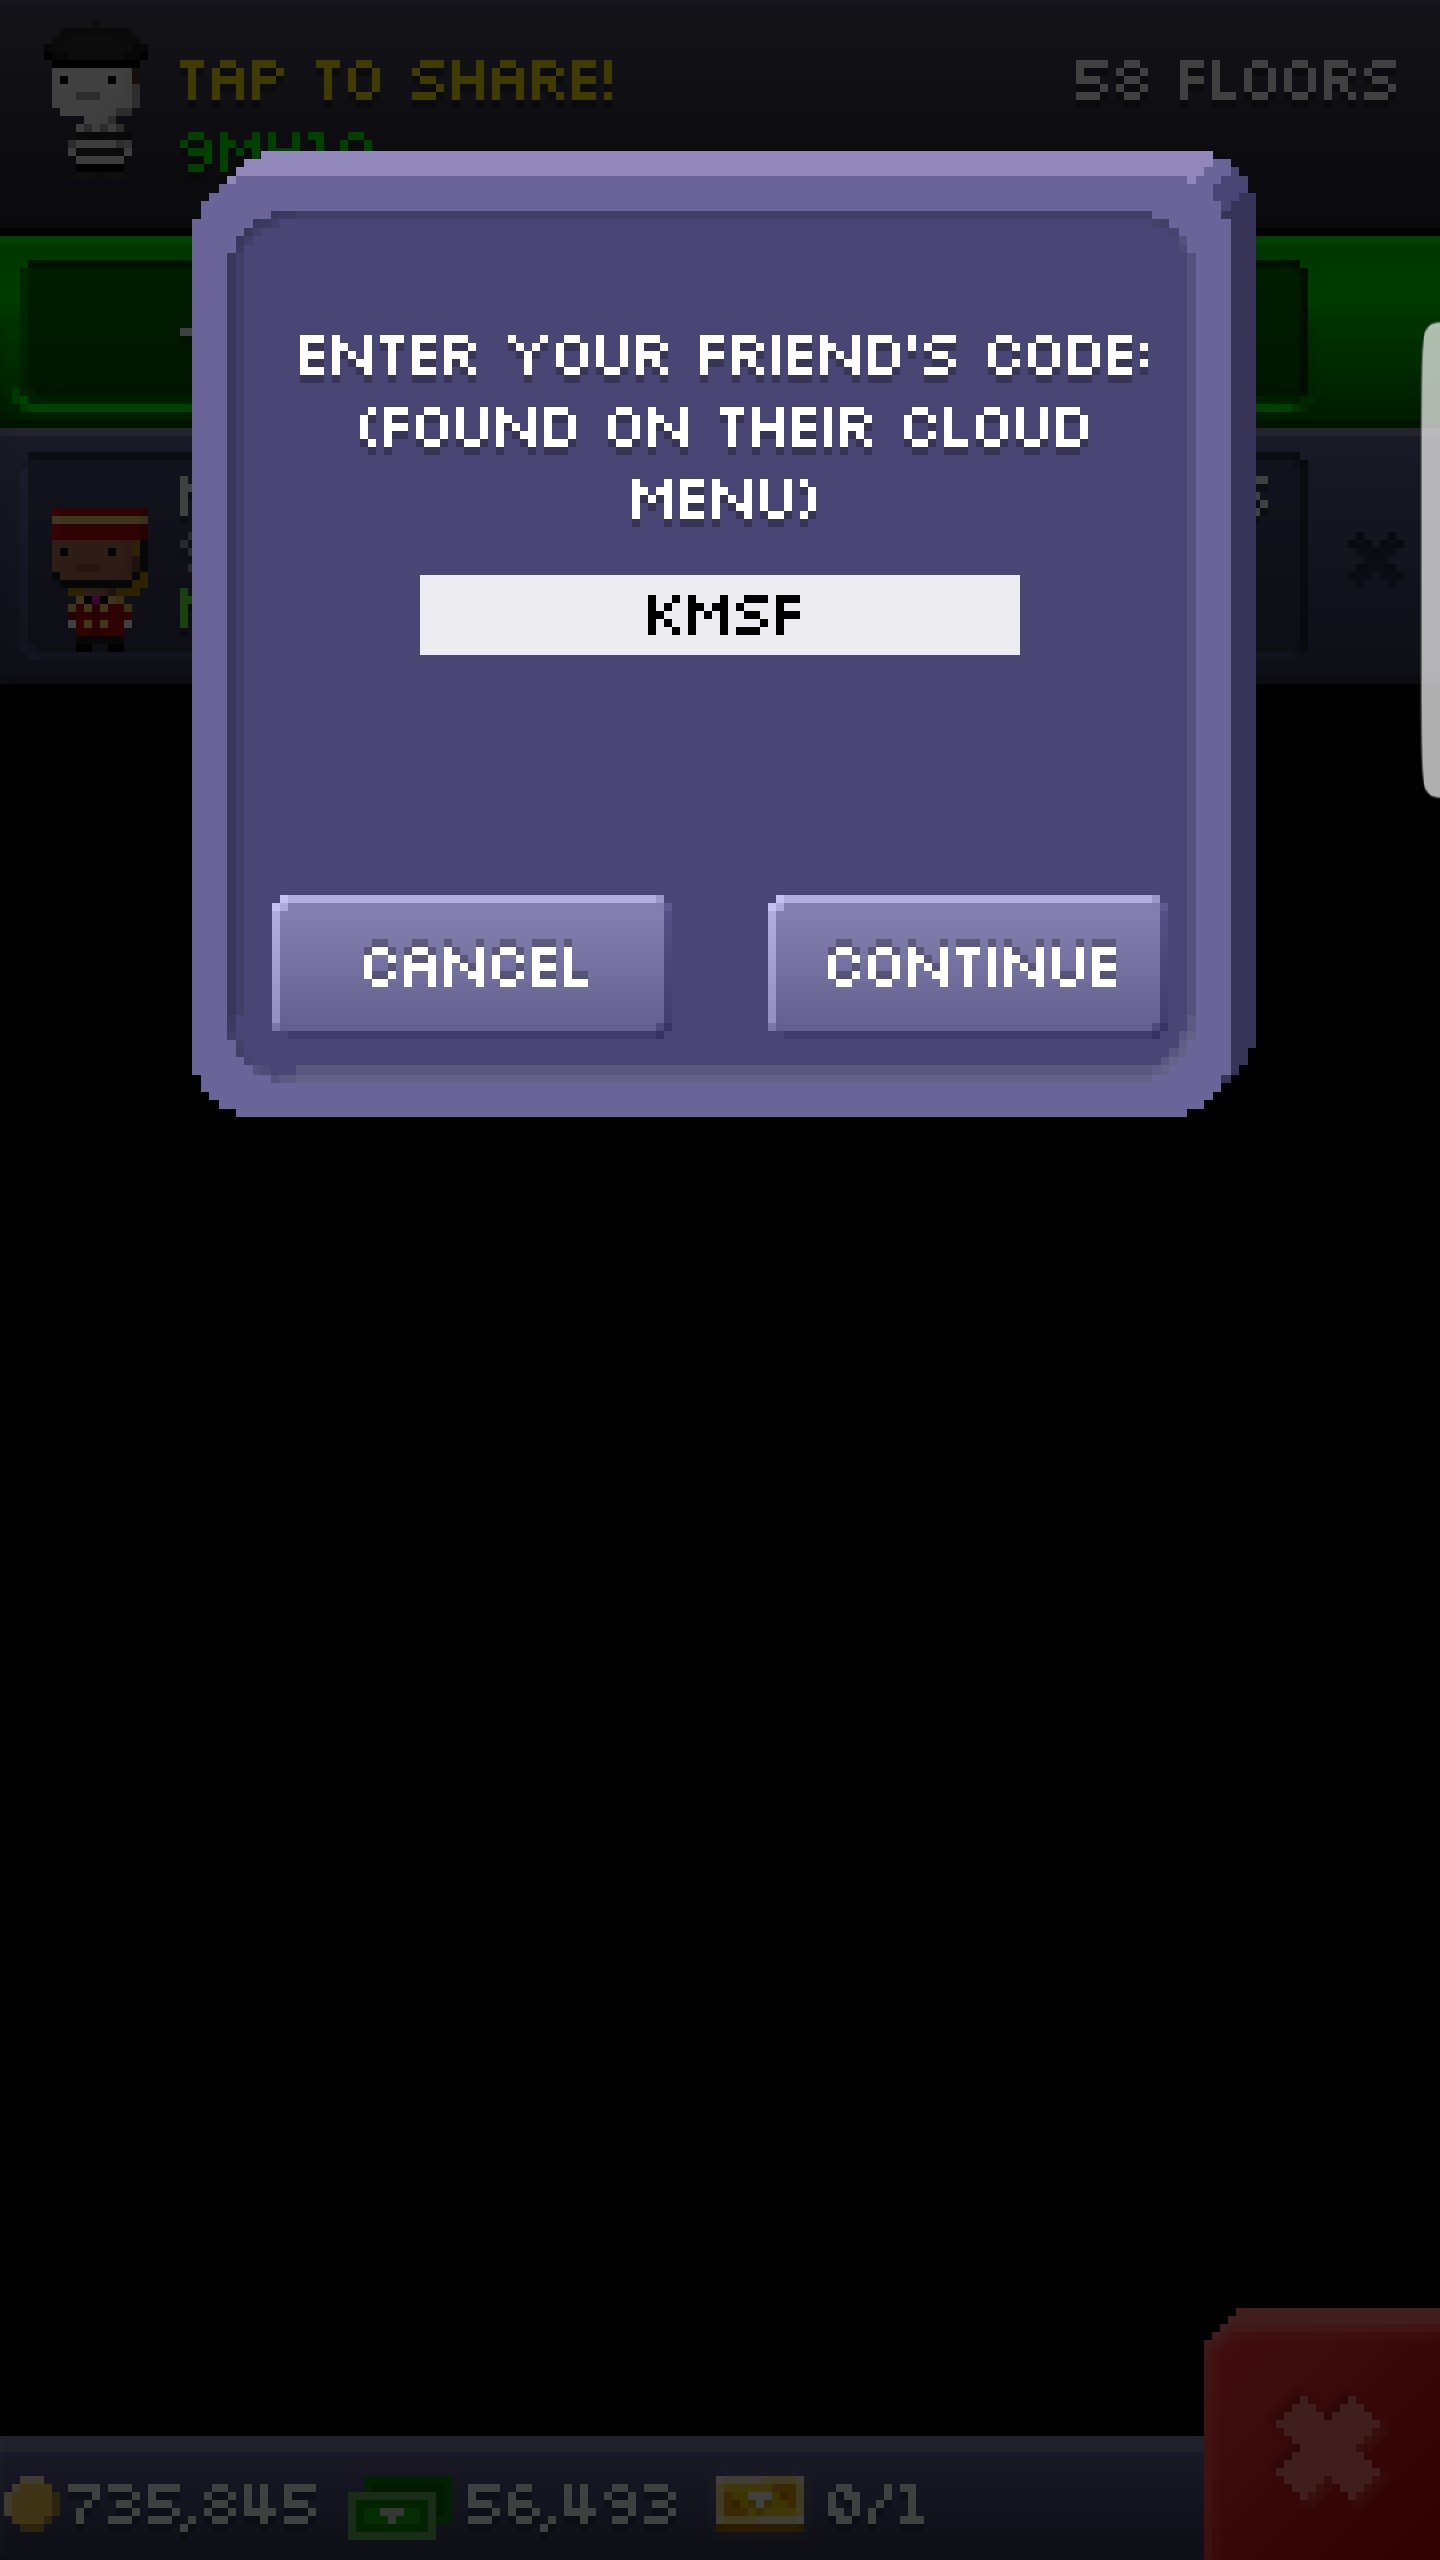 TAP TO SHARE!
58 FLOORS
ENTER YOUR FRIEND'S CODE:
(FOUND ON THEIR CLOUD
MENU)
KMSF
CANCEL
CONTINUE
735,845
56,493
0/1